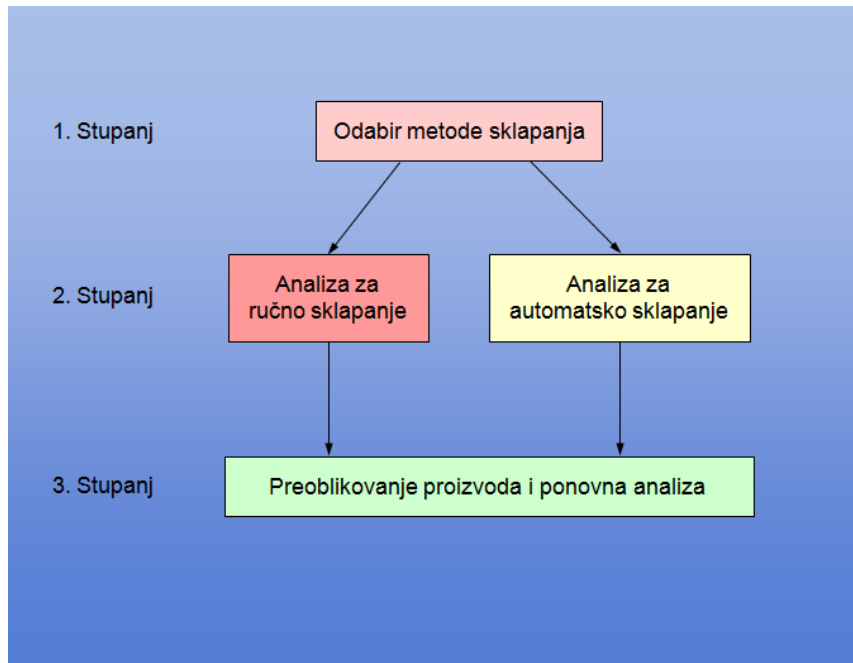 1. Stupanj
Odabir metode sklapanja
2. Stupanj
Analiza za
ručno sklapanje
Analiza za
automatsko sklapanje
3. Stupanj
Preoblikovanje proizvoda i ponovna analiza